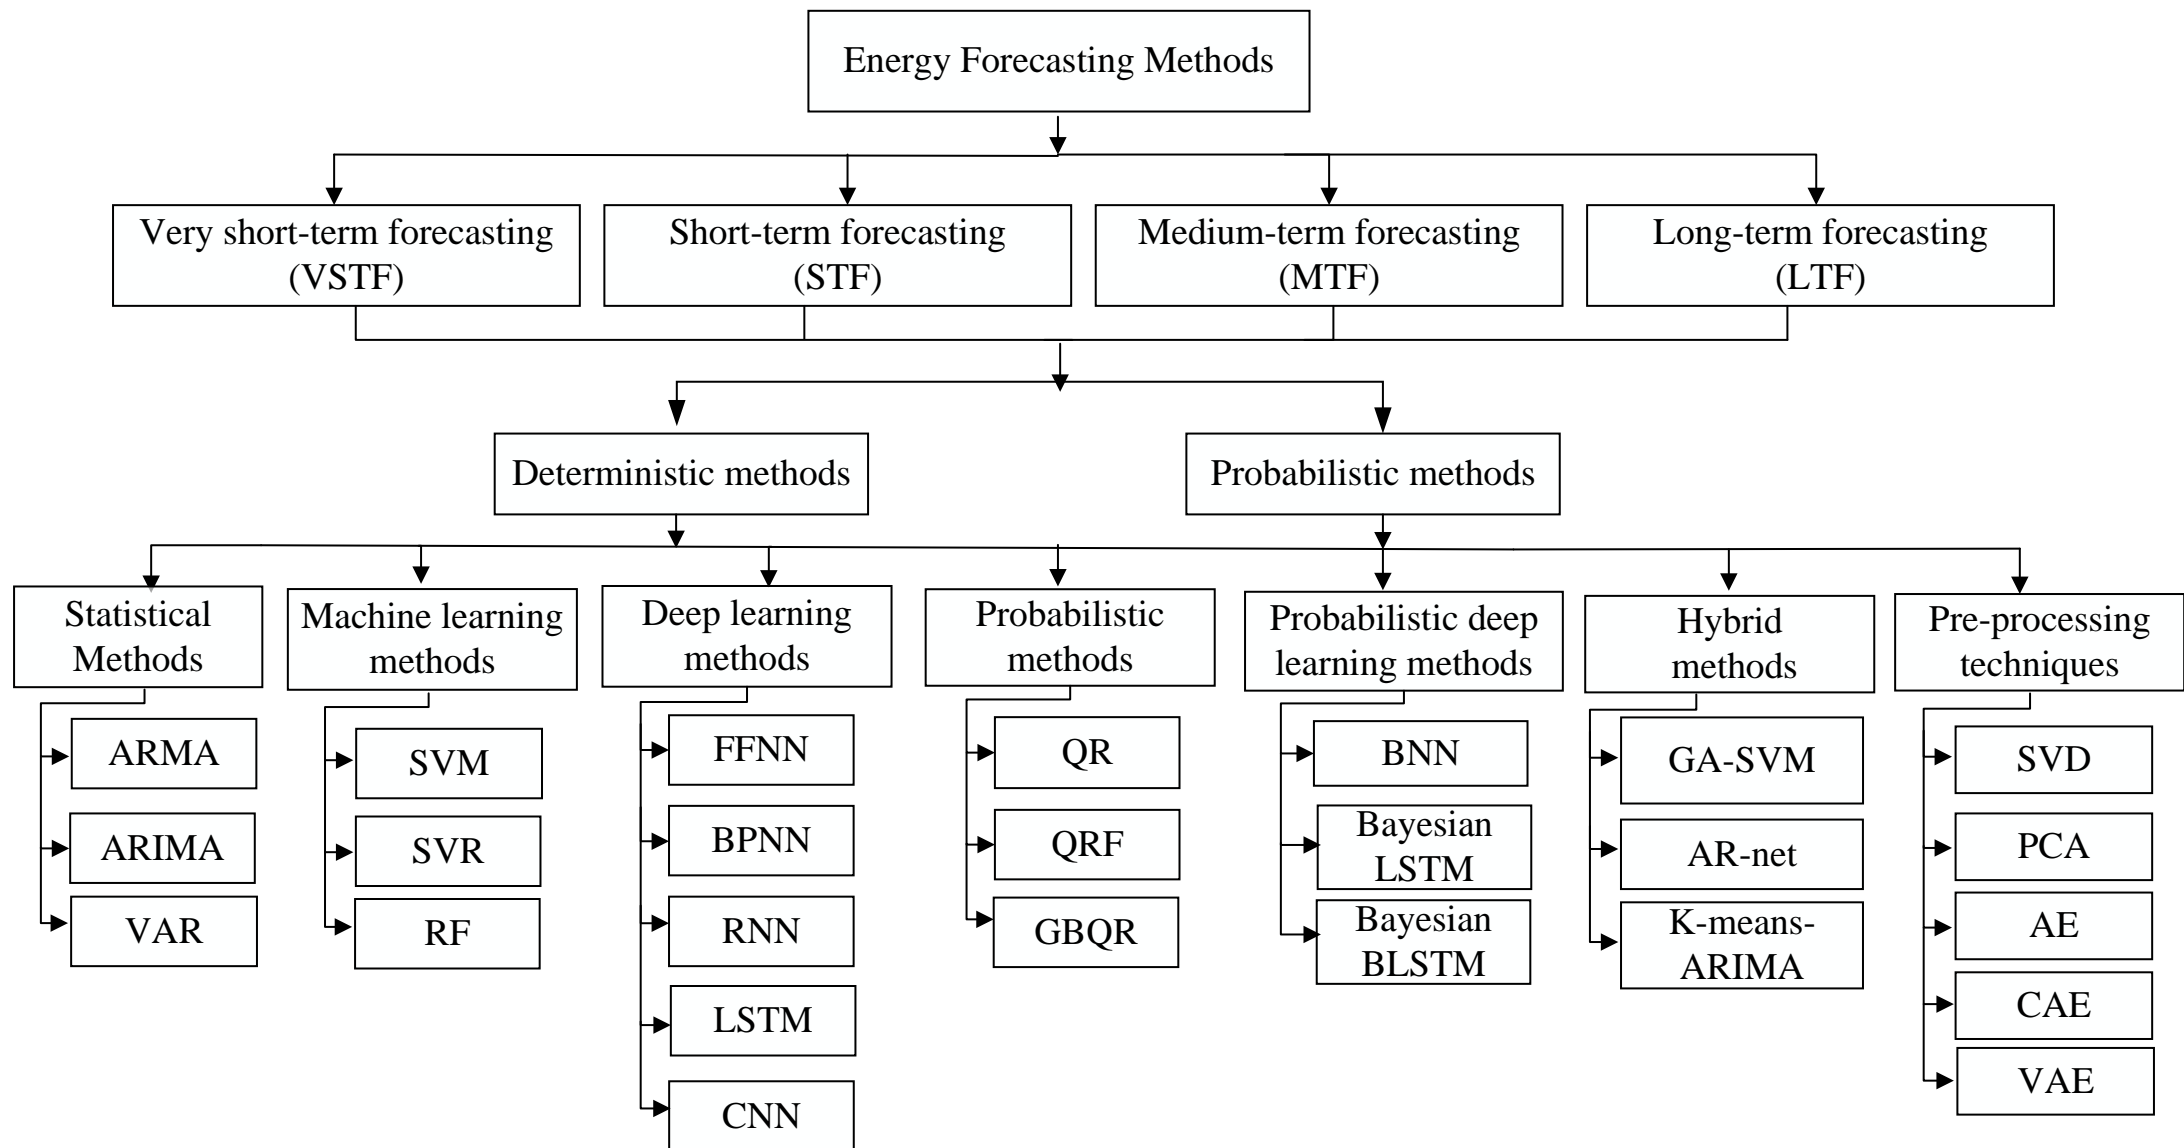 Energy Forecasting Methods
Very short-term forecasting
(VSTF)
Short-term forecasting
(STF)
Medium-term forecasting
(MTF)
Long-term forecasting
(LTF)
Deterministic methods
Probabilistic methods
Statistical
Methods
ARMA
ARIMA
VAR
Machine learning
methods
SVM
SVR
RF
Deep learning
methods
FFNN
BPNN
RNN
LSTM
CNN
Probabilistic
methods
QR
QRF
GBQR
Probabilistic deep
learning methods
BNN
Bayesian
LSTM
Bayesian
BLSTM
Hybrid
methods
GA-SVM
AR-net
K-means-
ARIMA
Pre-processing
techniques
SVD
PCA
AE
CAE
VAE